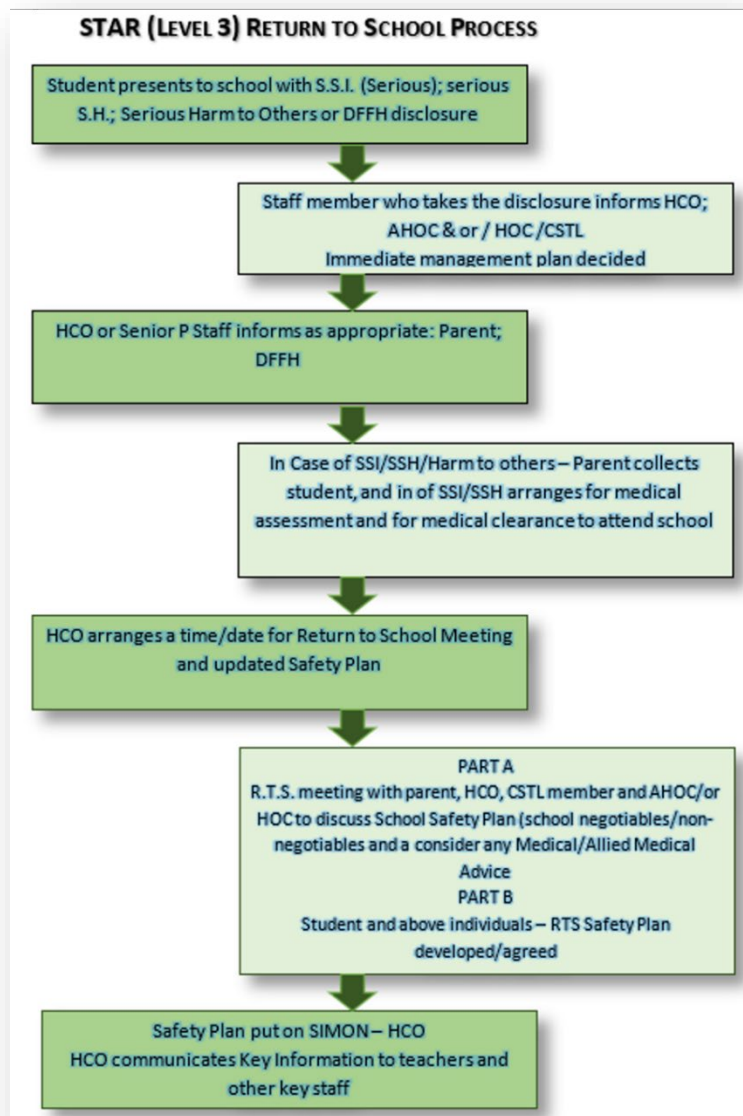 STAR (LEVEL 3) RETURN TO SCHOOL PROCESS
Student presents to school with S.S.I. (Serious); serious
S.H.; Serious Harm to Others or DFFH disclosure
Staff member who takes the disclosure informs HCO;
AHOC & or / HOC /CSTL
Immediate management plan decided
HCO or Senior P Staff informs as appropriate: Parent;
DFFH
In Case of SSI/SSH/Harm to others – Parent collects
student, and in of SSI/SSH arranges for medical
assessment and for medical clearance to attend school
HCO arranges a time/date for Return to School Meeting
and updated Safety Plan
PART A
R.T.S. meeting with parent, HCO, CSTL member and AHOC/or
HOC to discuss School Safety Plan (school negotiables/non-
negotiables and a consider any Medical/Allied Medical
Advice
PART B
Student and above individuals – RTS Safety Plan
developed/agreed
Safety Plan put on SIMON – HCO
HCO communicates Key Information to teachers and
other key staff